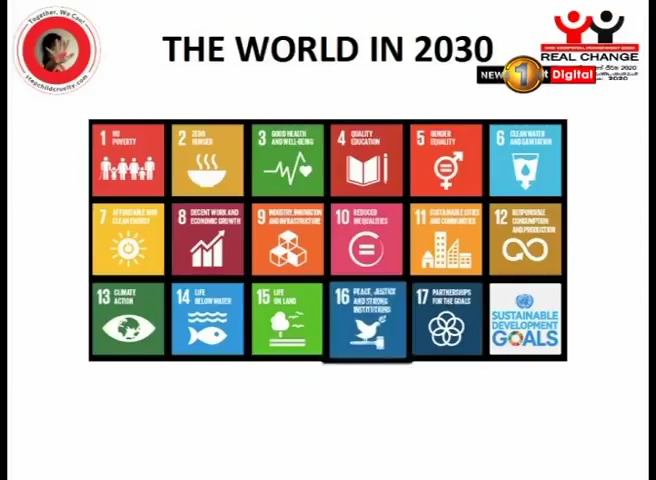 Together, We Can!
stopchildcruelty.com
THE WORLD IN 2030
REAL CHANGE
2020
NEWS 1st Digital
1 NO POVERTY
2 ZERO HUNGER
3 GOOD HEALTH AND WELL-BEING
4 QUALITY EDUCATION
5 GENDER EQUALITY
6 CLEAN WATER AND SANITATION
7 AFFORDABLE AND CLEAN ENERGY
8 DECENT WORK AND ECONOMIC GROWTH
9 INDUSTRY, INNOVATION AND INFRASTRUCTURE
10 REDUCED INEQUALITIES
11 SUSTAINABLE CITIES AND COMMUNITIES
12 RESPONSIBLE CONSUMPTION AND PRODUCTION
13 CLIMATE ACTION
14 LIFE BELOW WATER
15 LIFE ON LAND
16 PEACE, JUSTICE AND STRONG INSTITUTIONS
17 PARTNERSHIPS FOR THE GOALS
SUSTAINABLE
DEVELOPMENT
GOALS